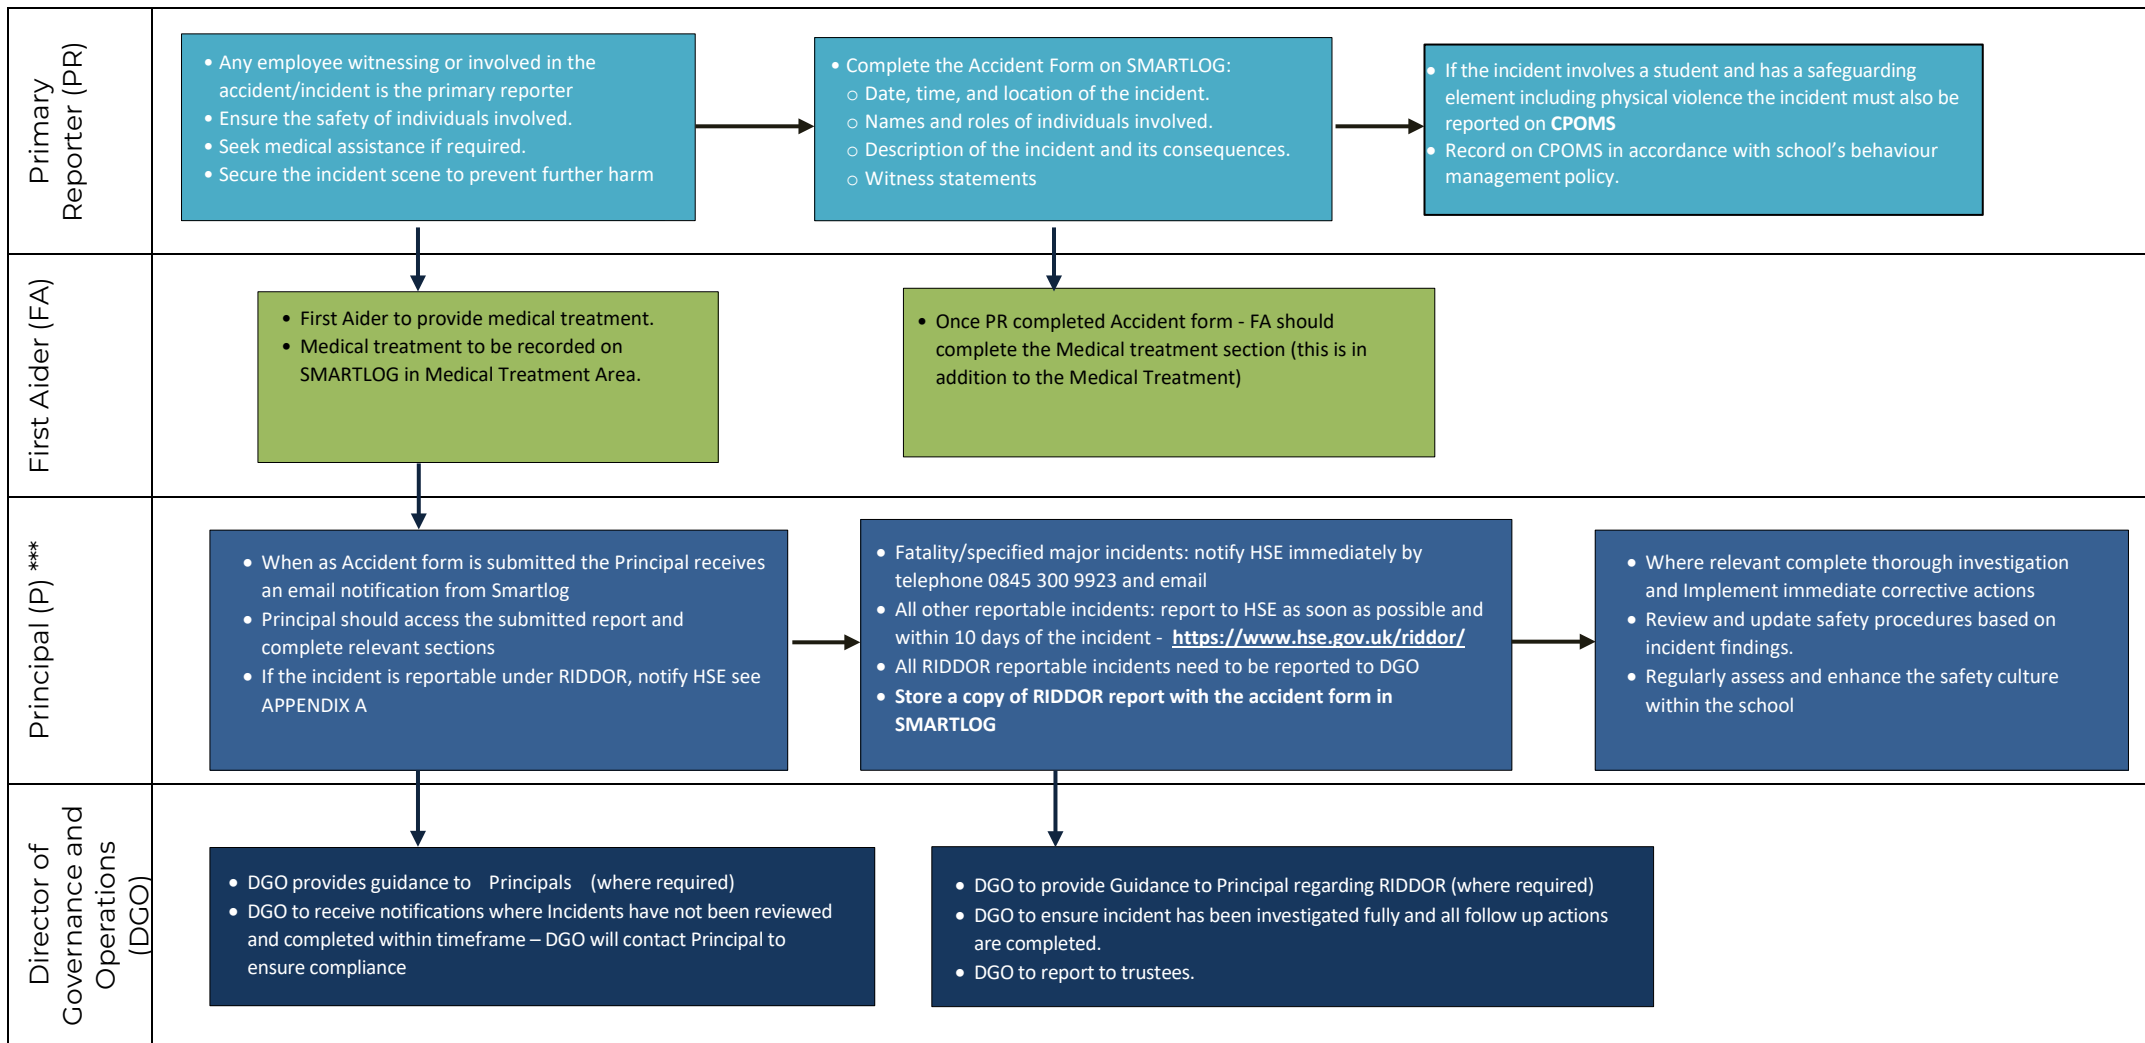 Primary
Reporter (PR)
• Any employee witnessing or involved in the
accident/incident is the primary reporter
• Ensure the safety of individuals involved.
• Seek medical assistance if required.
• Secure the incident scene to prevent further harm
• Complete the Accident Form on SMARTLOG:
o Date, time, and location of the incident.
o Names and roles of individuals involved.
o Description of the incident and its consequences.
o Witness statements
• If the incident involves a student and has a safeguarding
element including physical violence the incident must also be
reported on CPOMS
• Record on CPOMS in accordance with school’s behaviour
management policy.
First Aider (FA)
• First Aider to provide medical treatment.
• Medical treatment to be recorded on
SMARTLOG in Medical Treatment Area.
• Once PR completed Accident form - FA should
complete the Medical treatment section (this is in
addition to the Medical Treatment)
Principal (P) ***
• When as Accident form is submitted the Principal receives
an email notification from Smartlog
• Principal should access the submitted report and
complete relevant sections
• If the incident is reportable under RIDDOR, notify HSE see
APPENDIX A
• Fatality/specified major incidents: notify HSE immediately by
telephone 0845 300 9923 and email
• All other reportable incidents: report to HSE as soon as possible and
within 10 days of the incident - https://www.hse.gov.uk/riddor/
• All RIDDOR reportable incidents need to be reported to DGO
• Store a copy of RIDDOR report with the accident form in
SMARTLOG
• Where relevant complete thorough investigation
and Implement immediate corrective actions
• Review and update safety procedures based on
incident findings.
• Regularly assess and enhance the safety culture
within the school
Director of
Governance and
Operations
(DGO)
• DGO provides guidance to Principals (where required)
• DGO to receive notifications where Incidents have not been reviewed
and completed within timeframe – DGO will contact Principal to
ensure compliance
• DGO to provide Guidance to Principal regarding RIDDOR (where required)
• DGO to ensure incident has been investigated fully and all follow up actions
are completed.
• DGO to report to trustees.